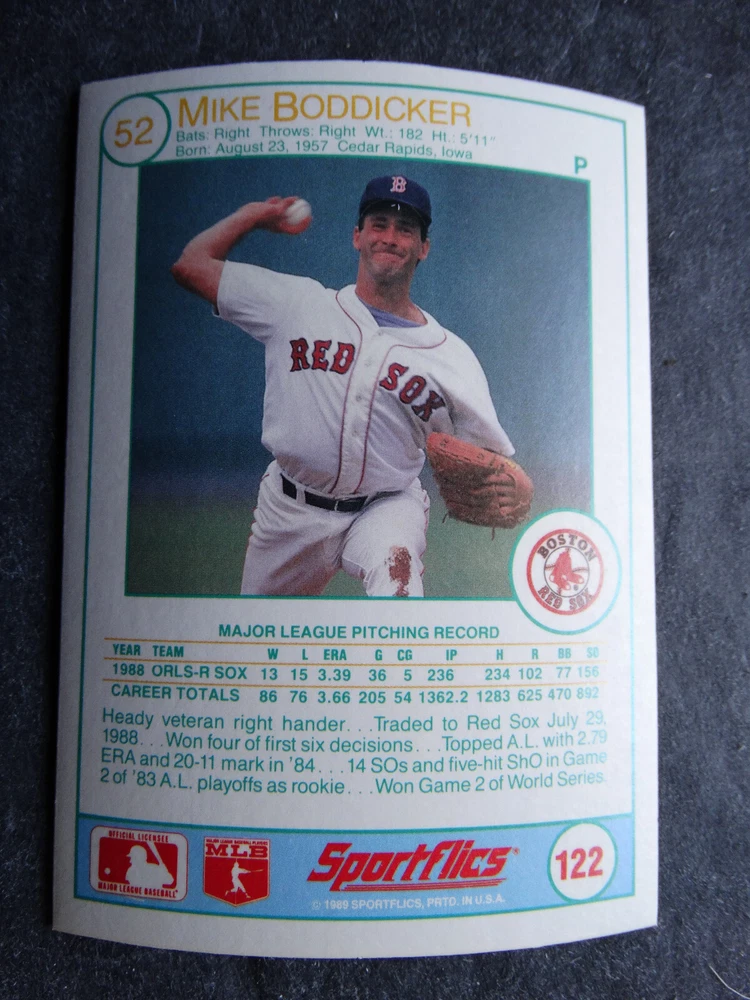 52
MIKE BODDICKER
Bats: Right Throws: Right Wt.: 182 Ht.: 5'11"
Born: August 23, 1957 Cedar Rapids, Iowa
P
B
RED SOX
BOSTON
RED SOX
MAJOR LEAGUE PITCHING RECORD
YEAR TEAM W L ERA G CG IP H R BB SO
1988 ORLS-R SOX 13 15 3.39 36 5 236 234 102 77 156
CAREER TOTALS 86 76 3.66 205 54 1362.2 1283 625 470 892
Heady veteran right hander. . .Traded to Red Sox July 29,
1988. . .Won four of first six decisions. . .Topped A.L. with 2.79
ERA and 20-11 mark in '84. . .14 SOs and five-hit ShO in Game
2 of '83 A.L. playoffs as rookie. . .Won Game 2 of World Series.
OFFICIAL LICENSEE
MAJOR LEAGUE BASEBALL
MAJOR LEAGUE BASEBALL PLAYERS
MLB
Sportflics
© 1989 SPORTFLICS, PRTD. IN U.S.A.
122